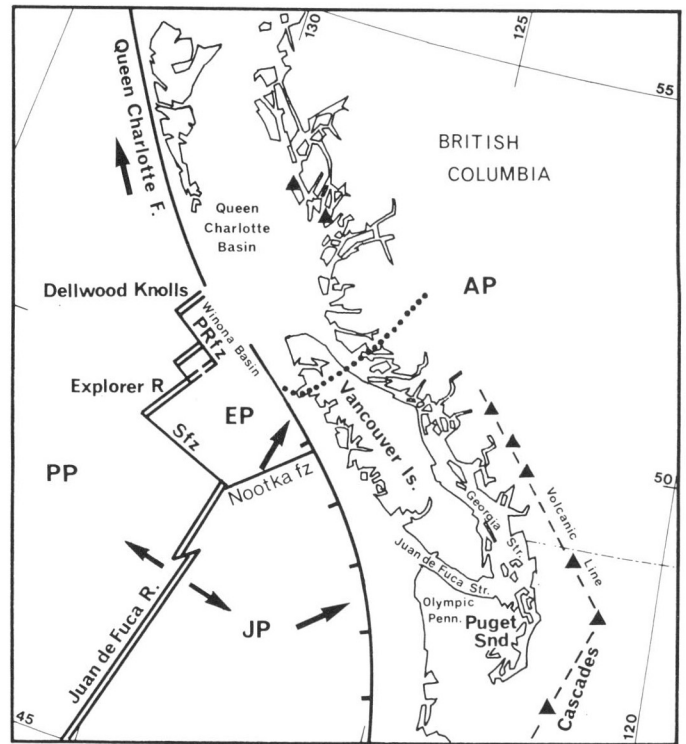 130
125
55
Queen Charlotte F.
BRITISH
COLUMBIA
Queen
Charlotte
Basin
AP
Dellwood Knolls
Winona Basin
PRfz
Explorer R
EP
Vancouver Is.
Sfz
PP
Nootka fz
50
Georgia Str.
Volcanic Line
Juan de Fuca Str.
Olympic
Penn.
Puget
Snd
JP
Juan de Fuca R.
Cascades
45
120